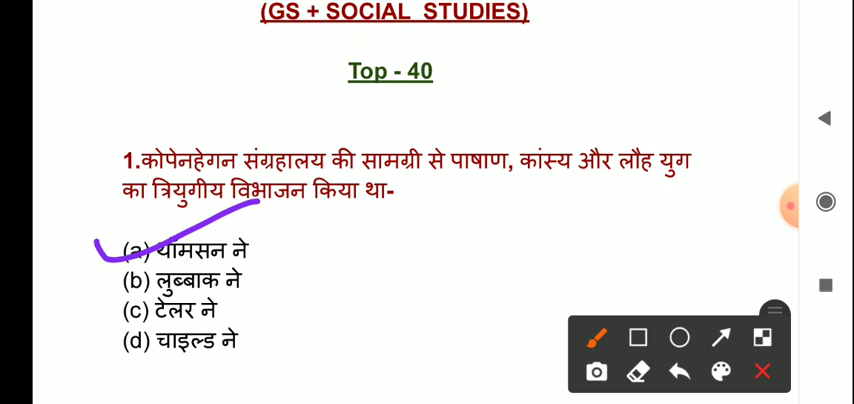 (GS + SOCIAL STUDIES)
Top - 40
1.कोपेनहेगन संग्रहालय की सामग्री से पाषाण, कांस्य और लौह युग
का त्रियुगीय विभाजन किया था-
(a) थॉमसन ने
(b) लुब्बाक ने
(c) टेलर ने
(d) चाइल्ड ने